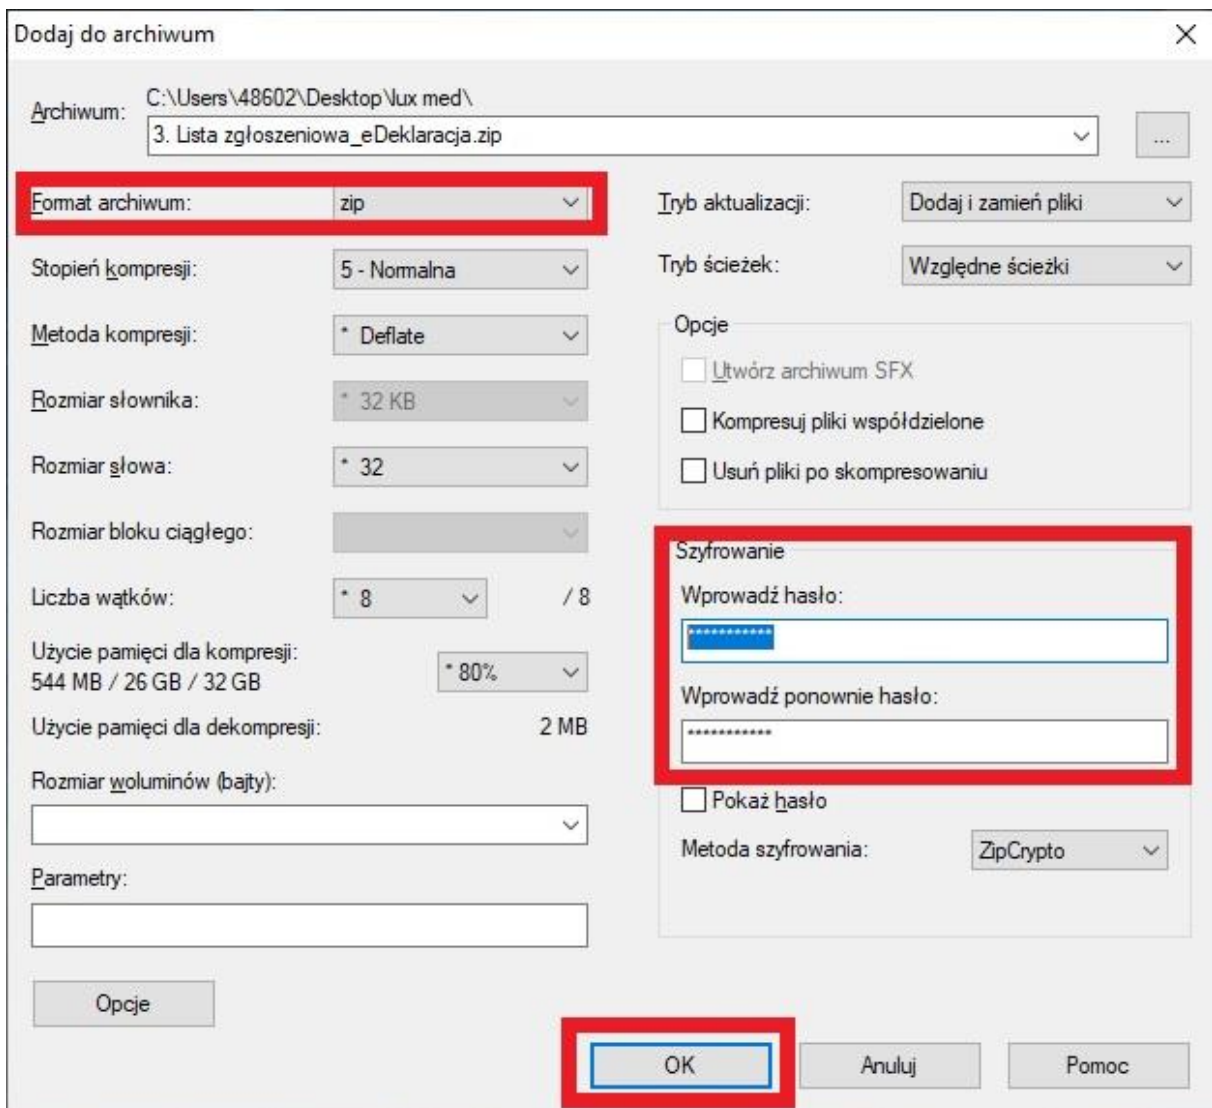 Dodaj do archiwum
Archiwum:
C:\Users\48602\Desktop\lux med\
3. Lista zgłoszeniowa_eDeklaracja.zip
...
Format archiwum: zip
Stopień kompresji: 5 - Normalna
Metoda kompresji: * Deflate
Rozmiar słownika: * 32 KB
Rozmiar słowa: * 32
Rozmiar bloku ciągłego:
Liczba wątków: * 8 / 8
Użycie pamięci dla kompresji:
544 MB / 26 GB / 32 GB * 80%
Użycie pamięci dla dekompresji: 2 MB
Rozmiar woluminów (bajty):
Parametry:
Opcje
Tryb aktualizacji: Dodaj i zamień pliki
Tryb ścieżek: Względne ścieżki
Opcje
Utwórz archiwum SFX
Kompresuj pliki współdzielone
Usuń pliki po skompresowaniu
Szyfrowanie
Wprowadź hasło:
***********
Wprowadź ponownie hasło:
***********
Pokaż hasło
Metoda szyfrowania: ZipCrypto
OK Anuluj Pomoc